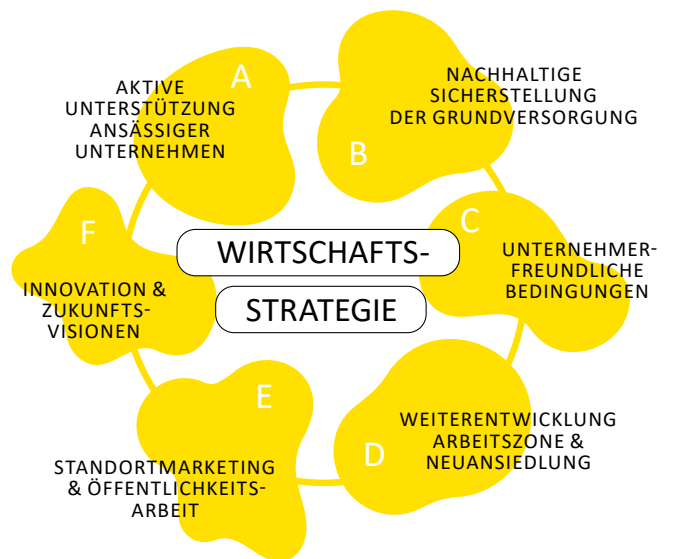 A
AKTIVE
UNTERSTÜTZUNG
ANSÄSSIGER
UNTERNEHMEN
B
NACHHALTIGE
SICHERSTELLUNG
DER GRUNDVERSORGUNG
C
UNTERNEHMER-
FREUNDLICHE
BEDINGUNGEN
D
WEITERENTWICKLUNG
ARBEITSZONE &
NEUANSIEDLUNG
E
STANDORTMARKETING
& ÖFFENTLICHKEITS-
ARBEIT
F
INNOVATION &
ZUKUNFTS-
VISIONEN
WIRTSCHAFTS-
STRATEGIE